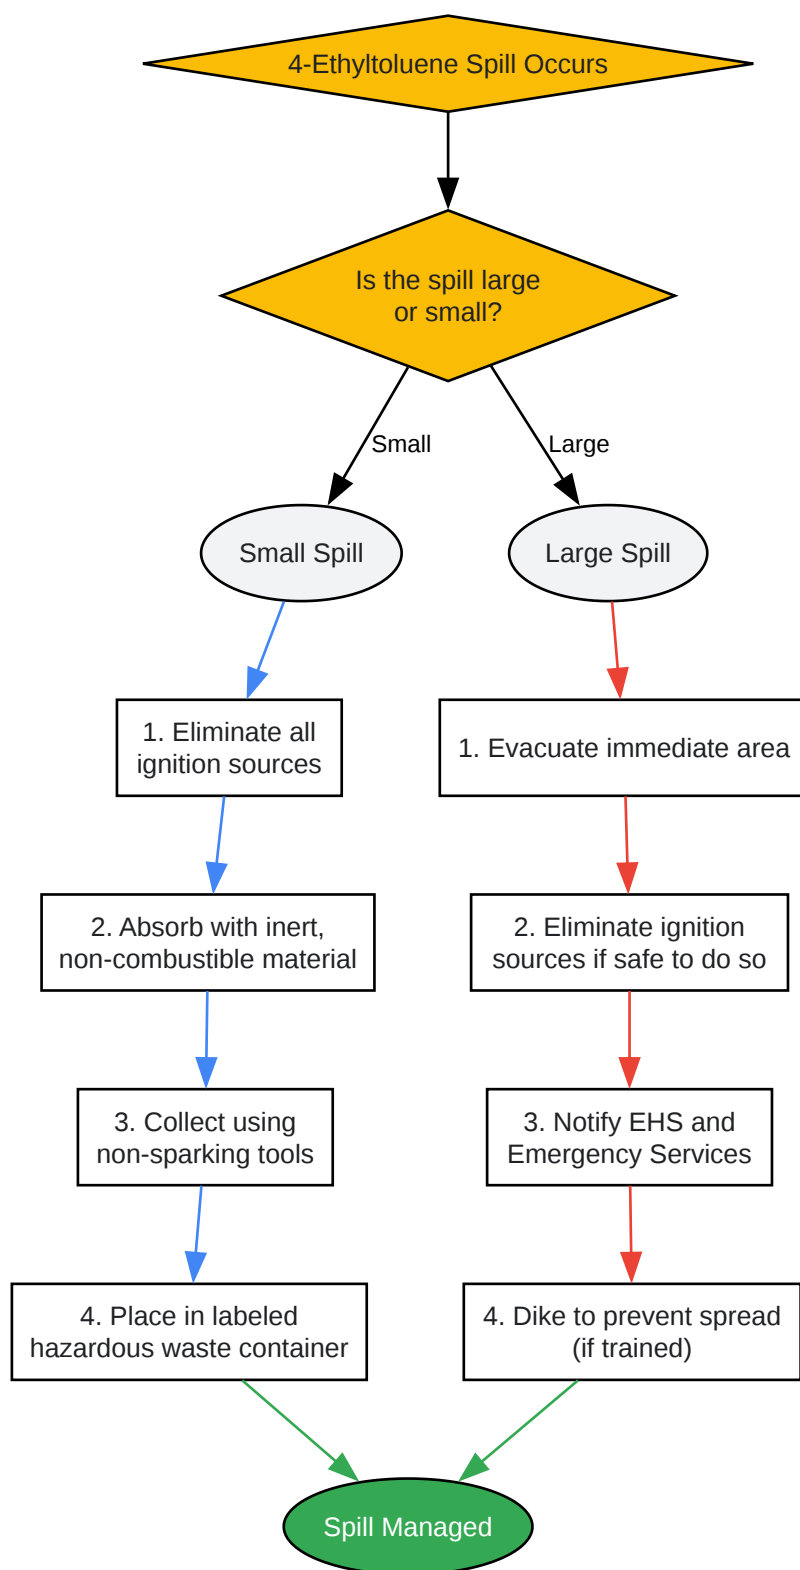 4-Ethyltoluene Spill Occurs
Is the spill large
or small?
Small
Large
Small Spill
Large Spill
1. Eliminate all
ignition sources
1. Evacuate immediate area
2. Absorb with inert,
non-combustible material
2. Eliminate ignition
sources if safe to do so
3. Collect using
non-sparking tools
3. Notify EHS and
Emergency Services
4. Place in labeled
hazardous waste container
4. Dike to prevent spread
(if trained)
Spill Managed